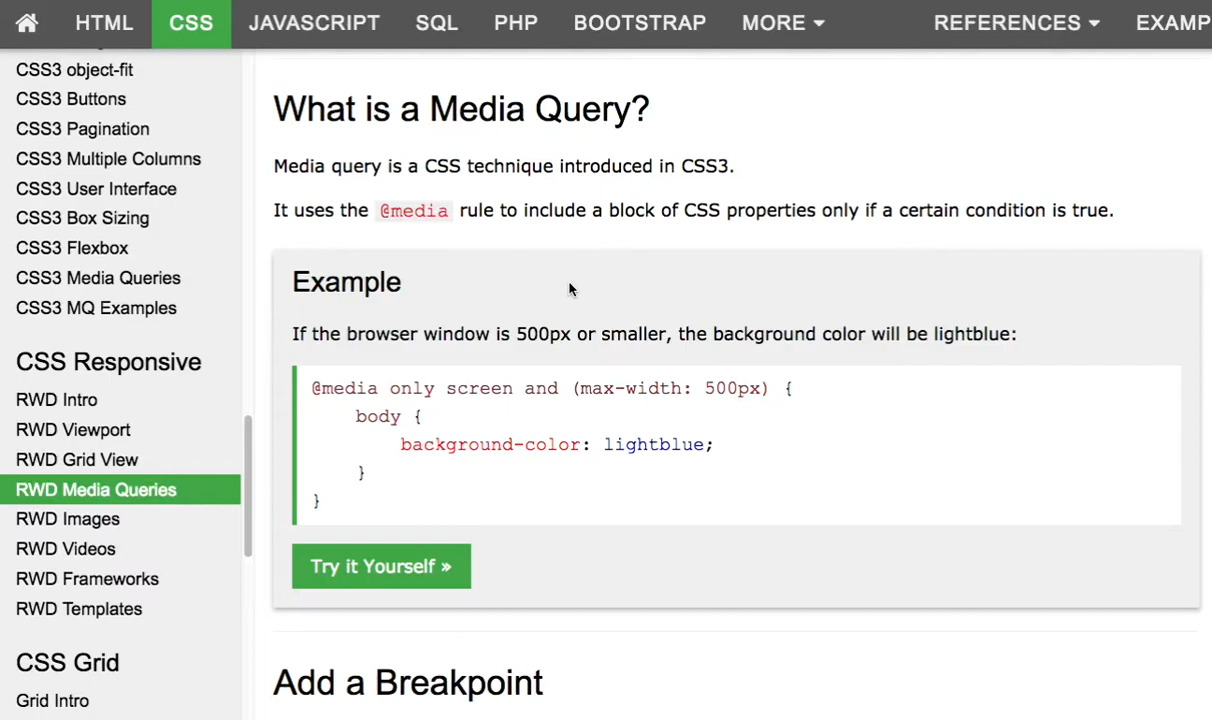 HTML CSS JAVASCRIPT SQL PHP BOOTSTRAP MORE REFERENCES EXAMP
CSS3 object-fit
CSS3 Buttons
CSS3 Pagination
CSS3 Multiple Columns
CSS3 User Interface
CSS3 Box Sizing
CSS3 Flexbox
CSS3 Media Queries
CSS3 MQ Examples
CSS Responsive
RWD Intro
RWD Viewport
RWD Grid View
RWD Media Queries
RWD Images
RWD Videos
RWD Frameworks
RWD Templates
CSS Grid
Grid Intro
What is a Media Query?
Media query is a CSS technique introduced in CSS3.
It uses the @media rule to include a block of CSS properties only if a certain condition is true.
Example
If the browser window is 500px or smaller, the background color will be lightblue:
@media only screen and (max-width: 500px) {
body {
background-color: lightblue;
}
}
Try it Yourself »
Add a Breakpoint